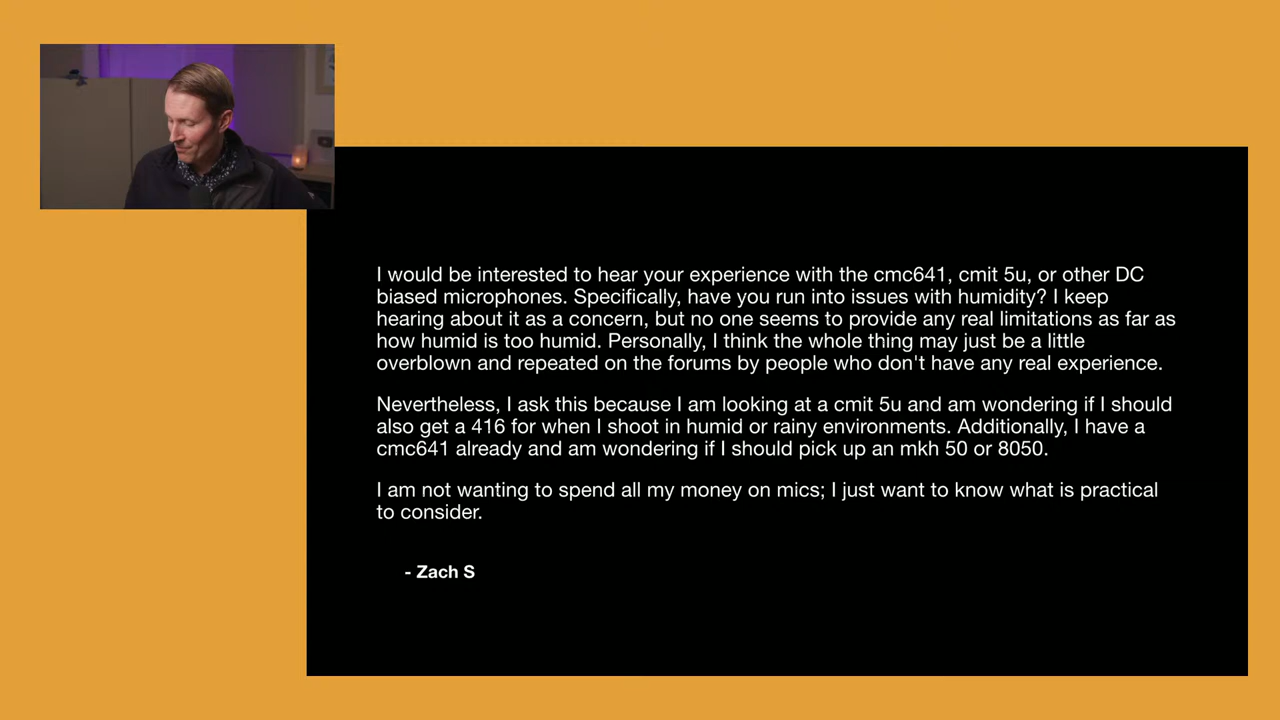 I would be interested to hear your experience with the cmc641, cmit 5u, or other DC
biased microphones. Specifically, have you run into issues with humidity? I keep
hearing about it as a concern, but no one seems to provide any real limitations as far as
how humid is too humid. Personally, I think the whole thing may just be a little
overblown and repeated on the forums by people who don't have any real experience.
Nevertheless, I ask this because I am looking at a cmit 5u and am wondering if I should
also get a 416 for when I shoot in humid or rainy environments. Additionally, I have a
cmc641 already and am wondering if I should pick up an mkh 50 or 8050.
I am not wanting to spend all my money on mics; I just want to know what is practical
to consider.
- Zach S